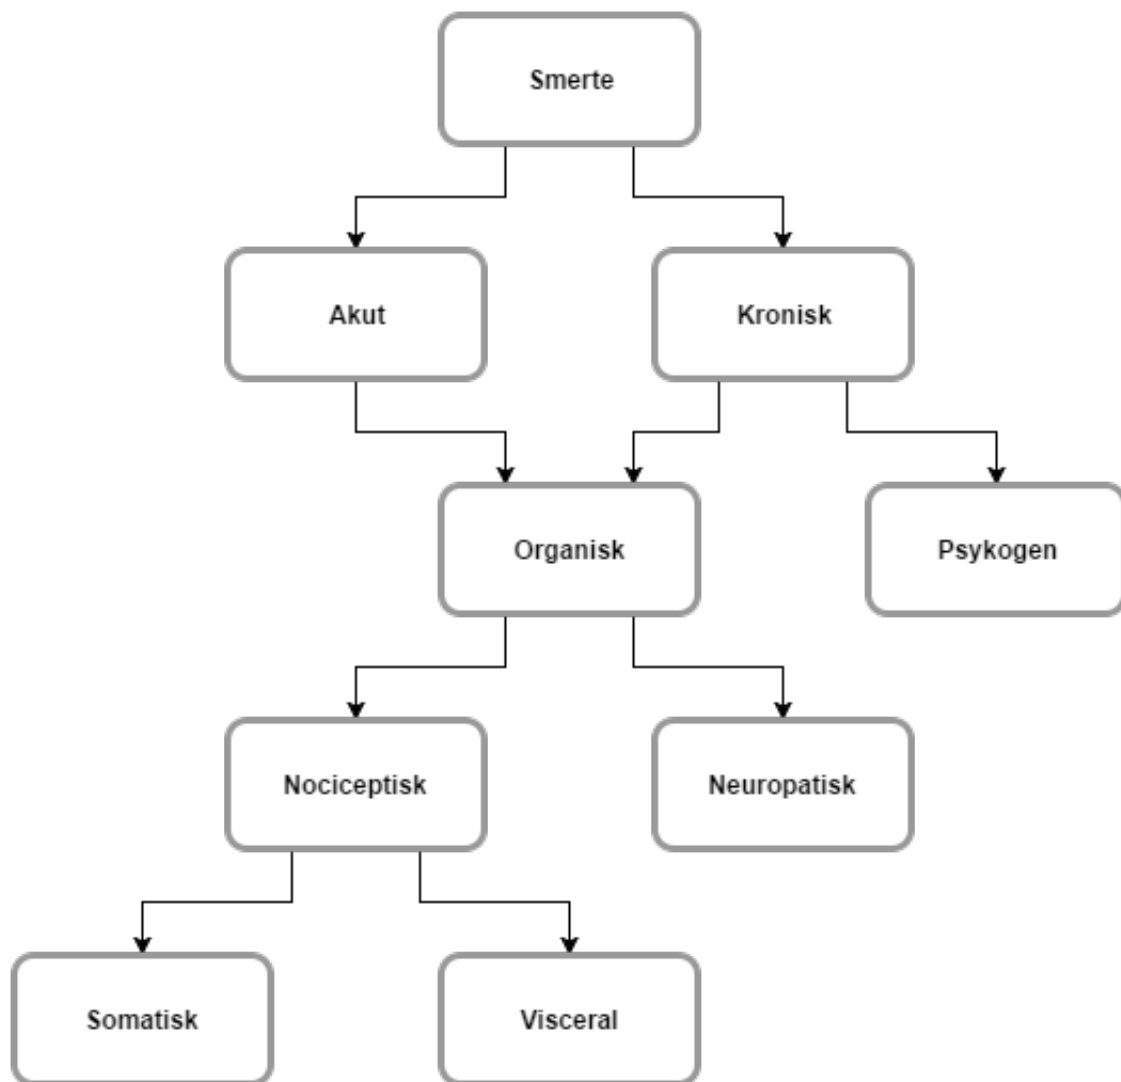 Smerte
Akut
Kronisk
Organisk
Psykogen
Nociceptisk
Neuropatisk
Somatisk
Visceral